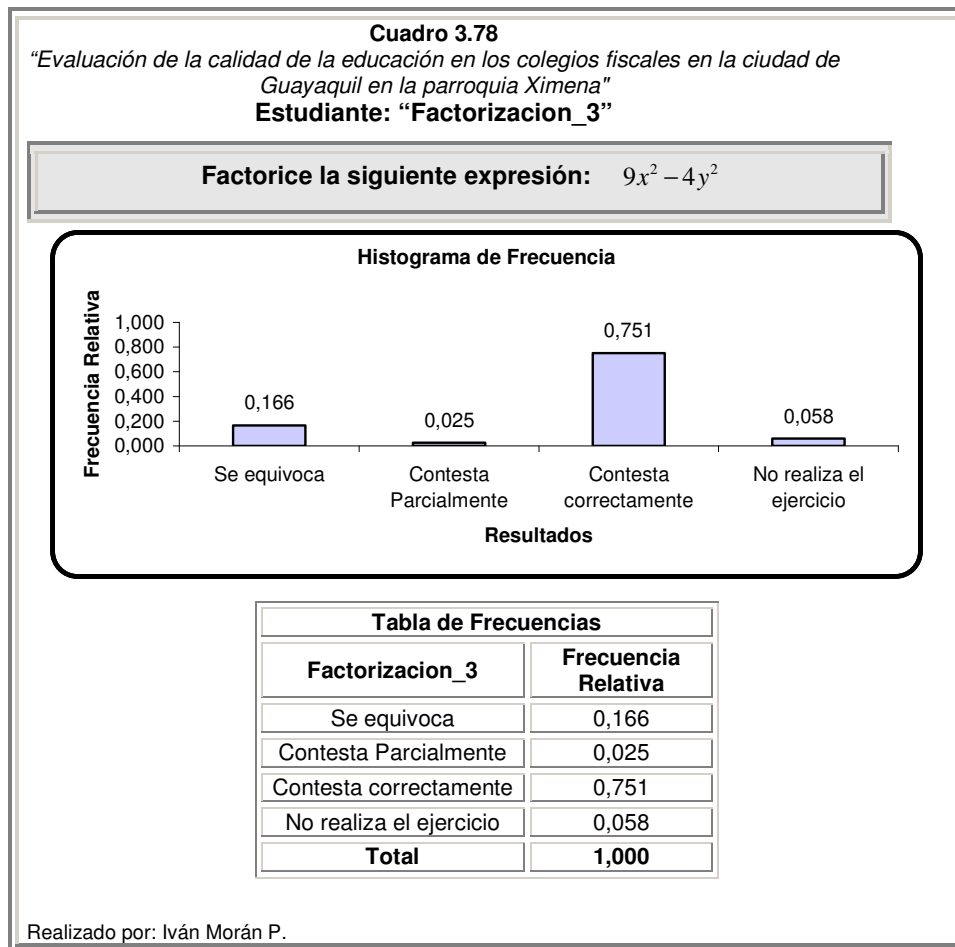 Cuadro 3.78
“Evaluación de la calidad de la educación en los colegios fiscales en la ciudad de
Guayaquil en la parroquia Ximena"
Estudiante: “Factorizacion_3”
Factorice la siguiente expresión: 9x² − 4y²
Histograma de Frecuencia
Frecuencia Relativa
1,000
0,800
0,600
0,400
0,200
0,000
0,166
0,025
0,751
0,058
Se equivoca
Contesta
Parcialmente
Contesta
correctamente
No realiza el
ejercicio
Resultados
Tabla de Frecuencias
Factorizacion_3
Frecuencia
Relativa
Se equivoca 0,166
Contesta Parcialmente 0,025
Contesta correctamente 0,751
No realiza el ejercicio 0,058
Total 1,000
Realizado por: Iván Morán P.